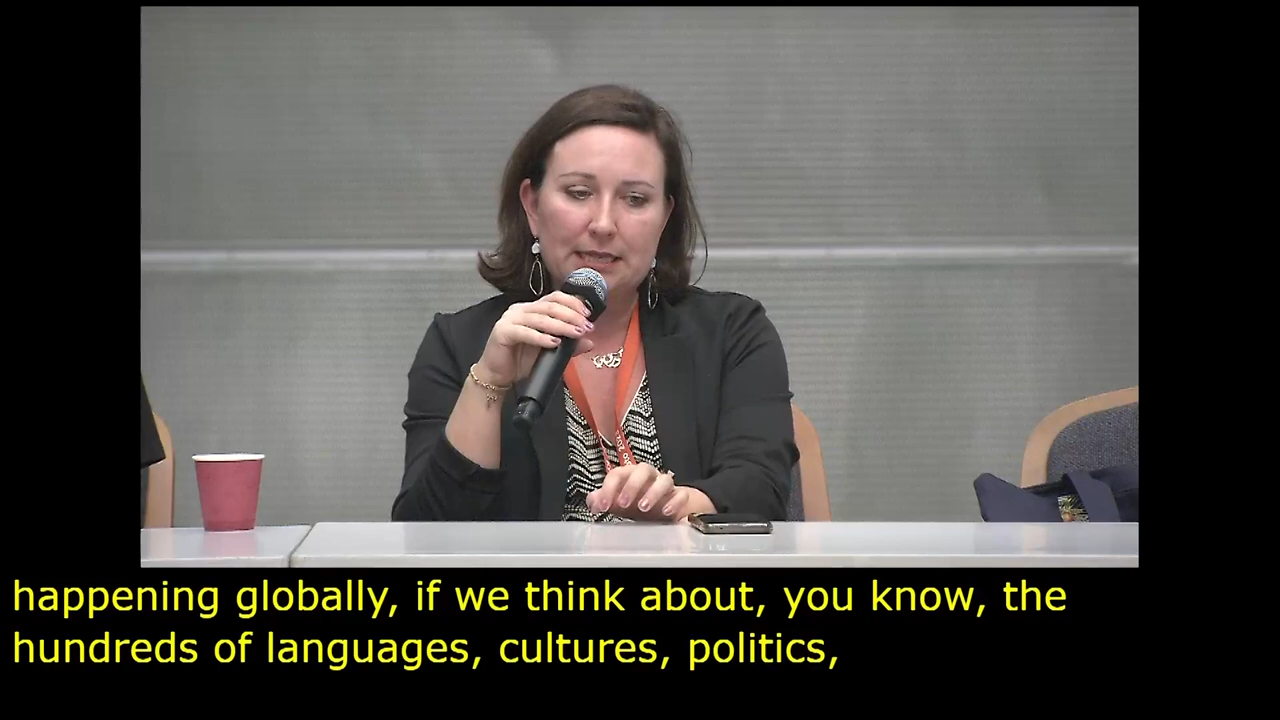 happening globally, if we think about, you know, the
hundreds of languages, cultures, politics,